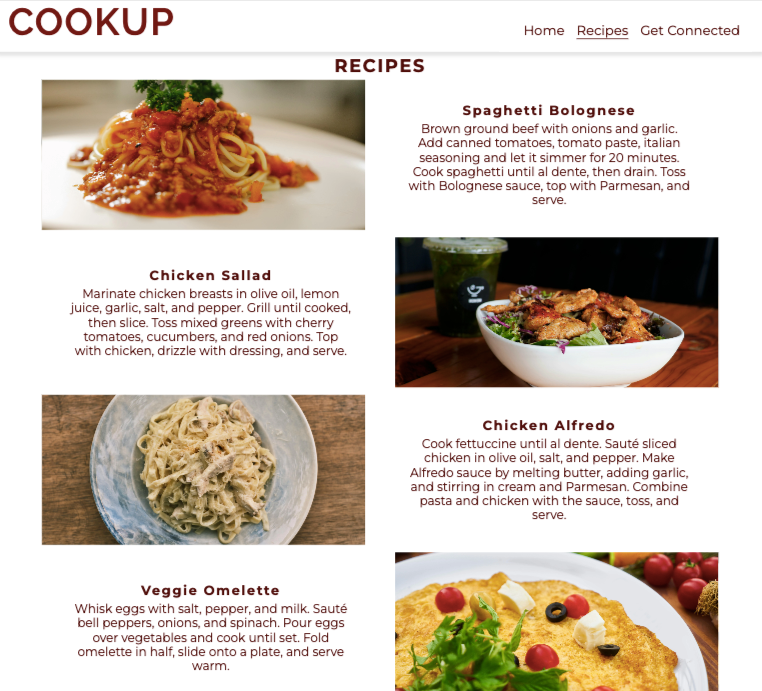 COOKUP
Home Recipes Get Connected
RECIPES
Spaghetti Bolognese
Brown ground beef with onions and garlic.
Add canned tomatoes, tomato paste, italian
seasoning and let it simmer for 20 minutes.
Cook spaghetti until al dente, then drain. Toss
with Bolognese sauce, top with Parmesan, and
serve.
Chicken Sallad
Marinate chicken breasts in olive oil, lemon
juice, garlic, salt, and pepper. Grill until cooked,
then slice. Toss mixed greens with cherry
tomatoes, cucumbers, and red onions. Top
with chicken, drizzle with dressing, and serve.
Chicken Alfredo
Cook fettuccine until al dente. Sauté sliced
chicken in olive oil, salt, and pepper. Make
Alfredo sauce by melting butter, adding garlic,
and stirring in cream and Parmesan. Combine
pasta and chicken with the sauce, toss, and
serve.
Veggie Omelette
Whisk eggs with salt, pepper, and milk. Sauté
bell peppers, onions, and spinach. Pour eggs
over vegetables and cook until set. Fold
omelette in half, slide onto a plate, and serve
warm.